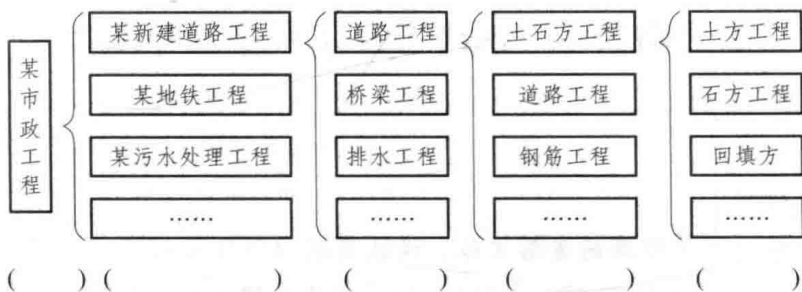 某市政工程
某新建道路工程 道路工程 土石方工程 土方工程
某地铁工程 桥梁工程 道路工程 石方工程
某污水处理工程 排水工程 钢筋工程 回填方
…… …… …… ……
( ) ( ) ( ) ( ) ( )